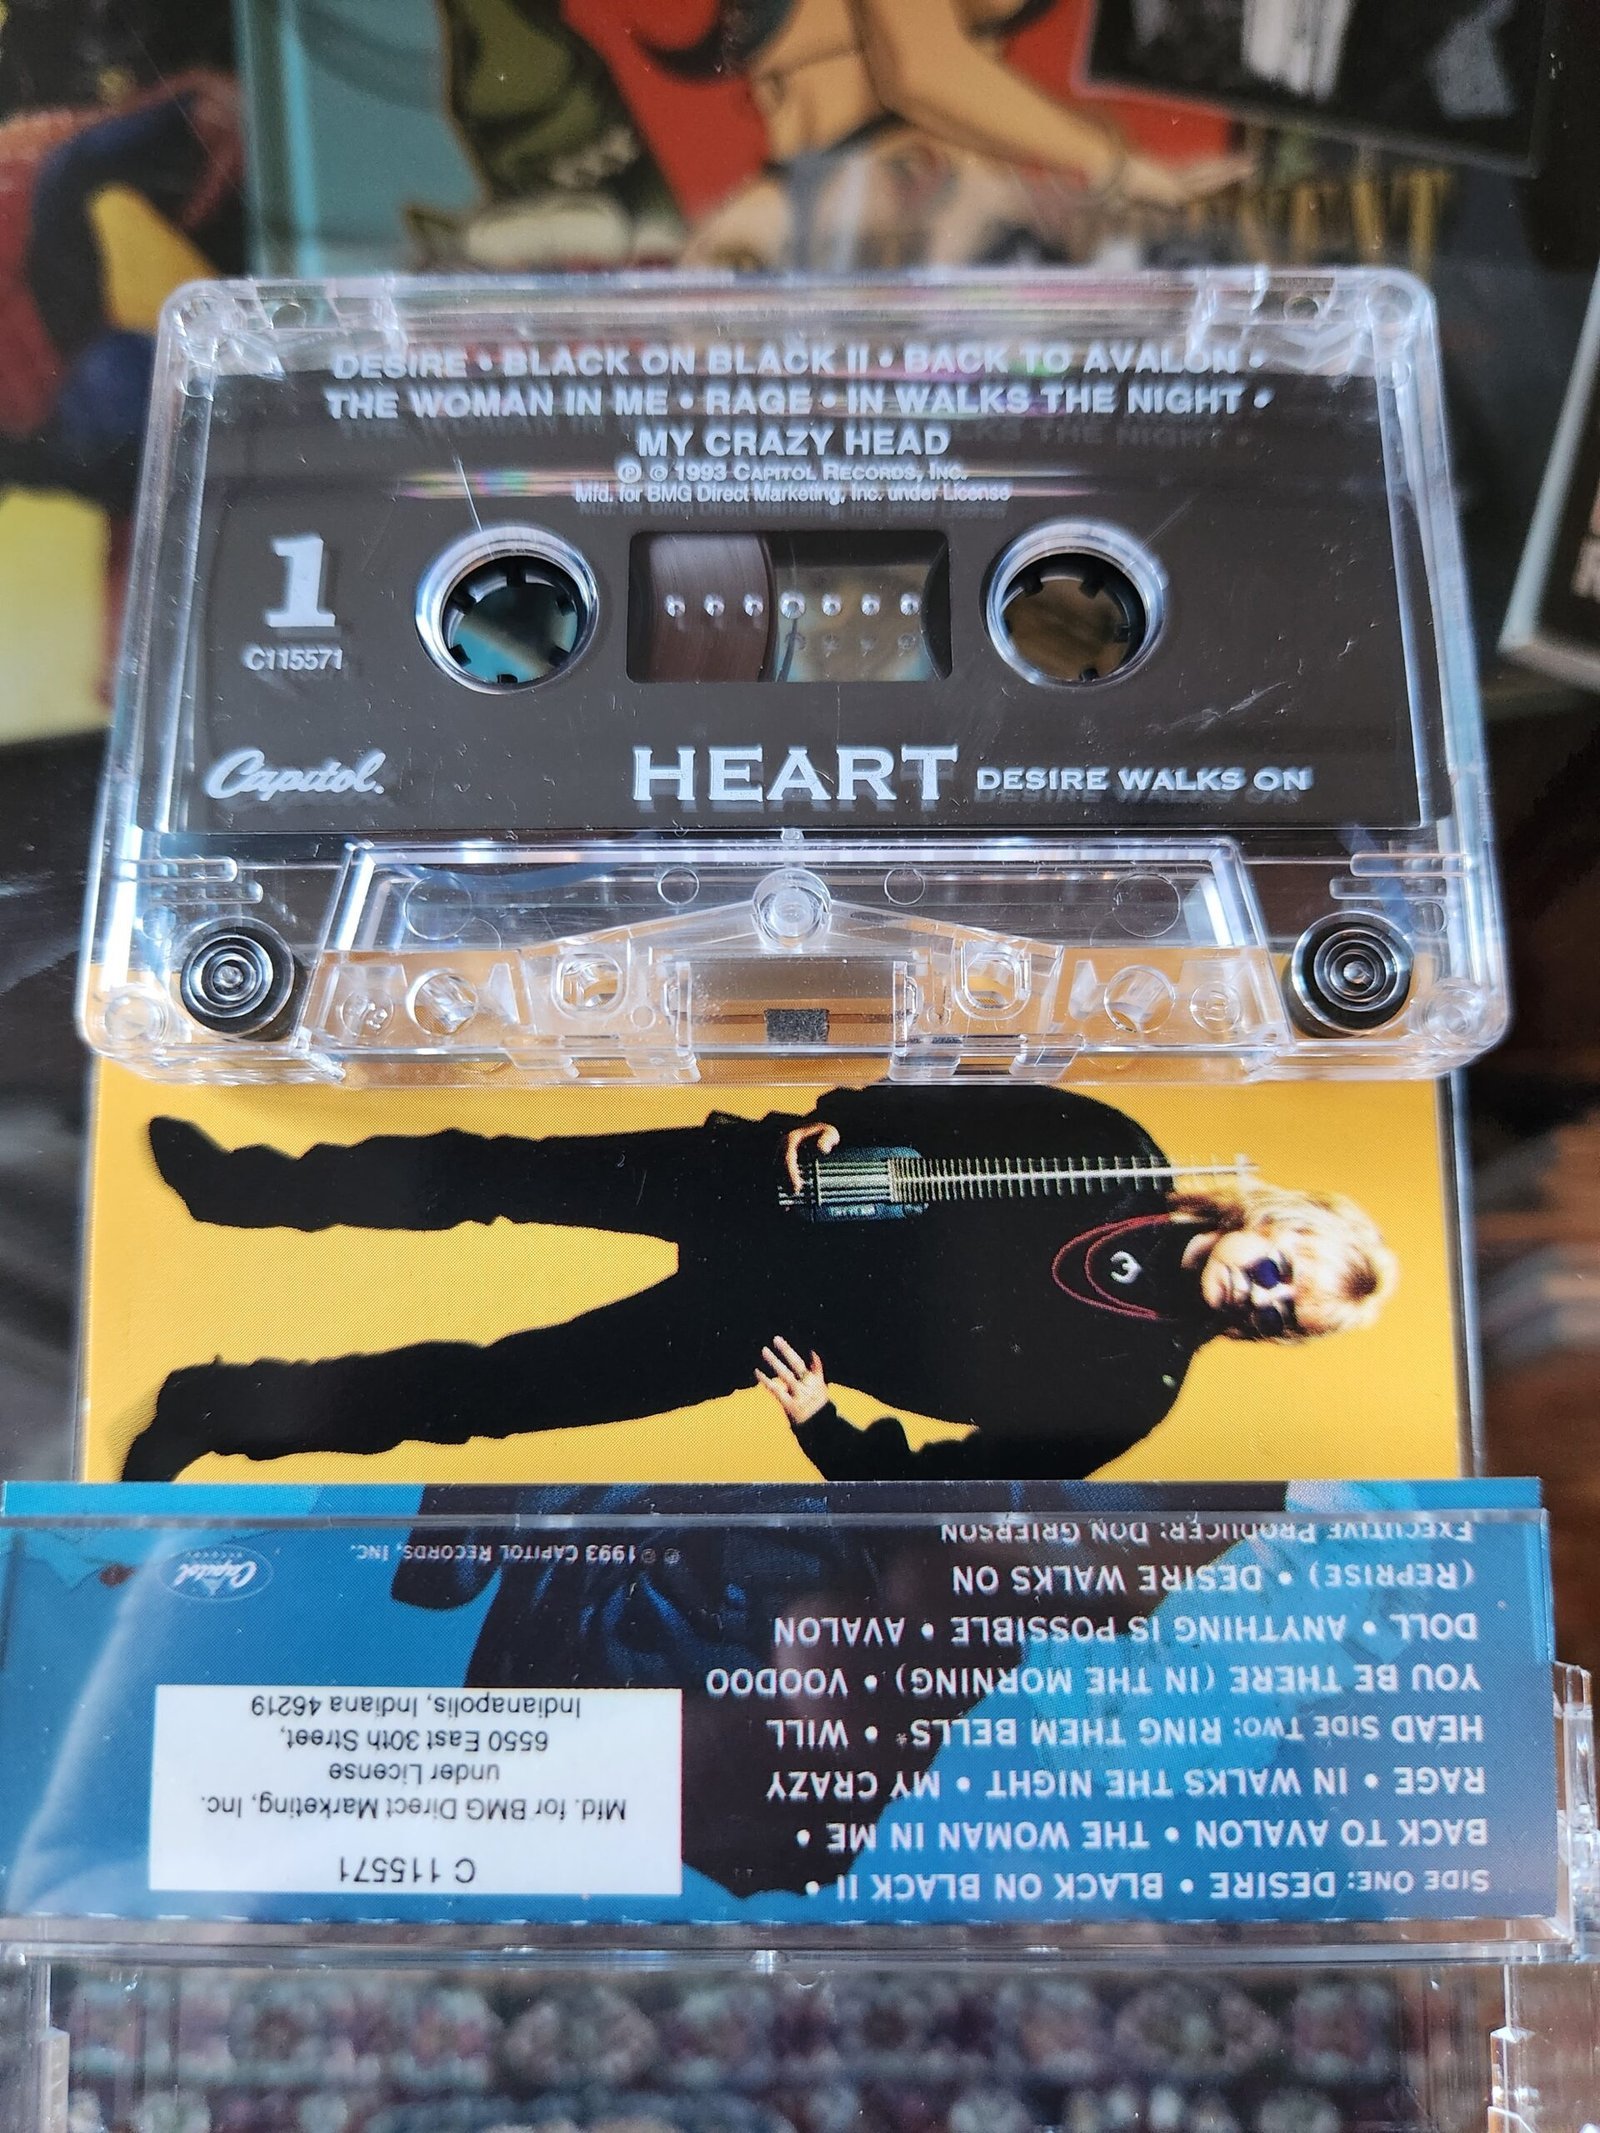 DESIRE • BLACK ON BLACK II • BACK TO AVALON •
THE WOMAN IN ME • RAGE • IN WALKS THE NIGHT •
MY CRAZY HEAD
℗ © 1993 CAPITOL RECORDS, INC.
Mfd. for BMG Direct Marketing, Inc. under License
1
C115571
Capitol.
HEART DESIRE WALKS ON
3
SIDE ONE: DESIRE • BLACK ON BLACK II •
BACK TO AVALON • THE WOMAN IN ME •
RAGE • IN WALKS THE NIGHT • MY CRAZY
HEAD SIDE TWO: RING THEM BELLS* • WILL
YOU BE THERE (IN THE MORNING) • VOODOO
DOLL • ANYTHING IS POSSIBLE • AVALON
(REPRISE) • DESIRE WALKS ON
EXECUTIVE PRODUCER: DON GRIERSON
℗ © 1993 CAPITOL RECORDS, INC.
Capitol
C 115571
Mfd. for BMG Direct Marketing, Inc.
under License
6550 East 30th Street,
Indianapolis, Indiana 46219